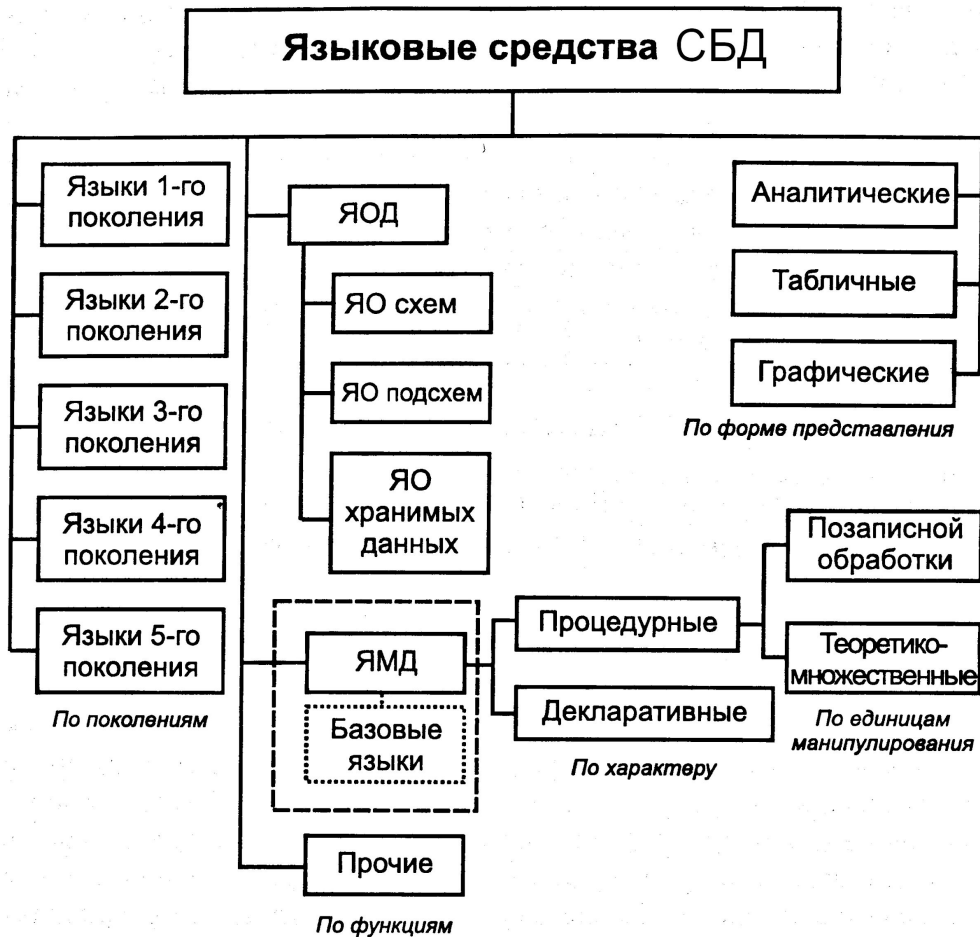 Языковые средства СБД
Языки 1-го
поколения
Языки 2-го
поколения
Языки 3-го
поколения
Языки 4-го
поколения
Языки 5-го
поколения
По поколениям
ЯОД
ЯО схем
ЯО подсхем
ЯО
хранимых
данных
ЯМД
Базовые
языки
Прочие
По функциям
Процедурные
Декларативные
По характеру
Аналитические
Табличные
Графические
По форме представления
Позаписной
обработки
Теоретико-
множественные
По единицам
манипулирования